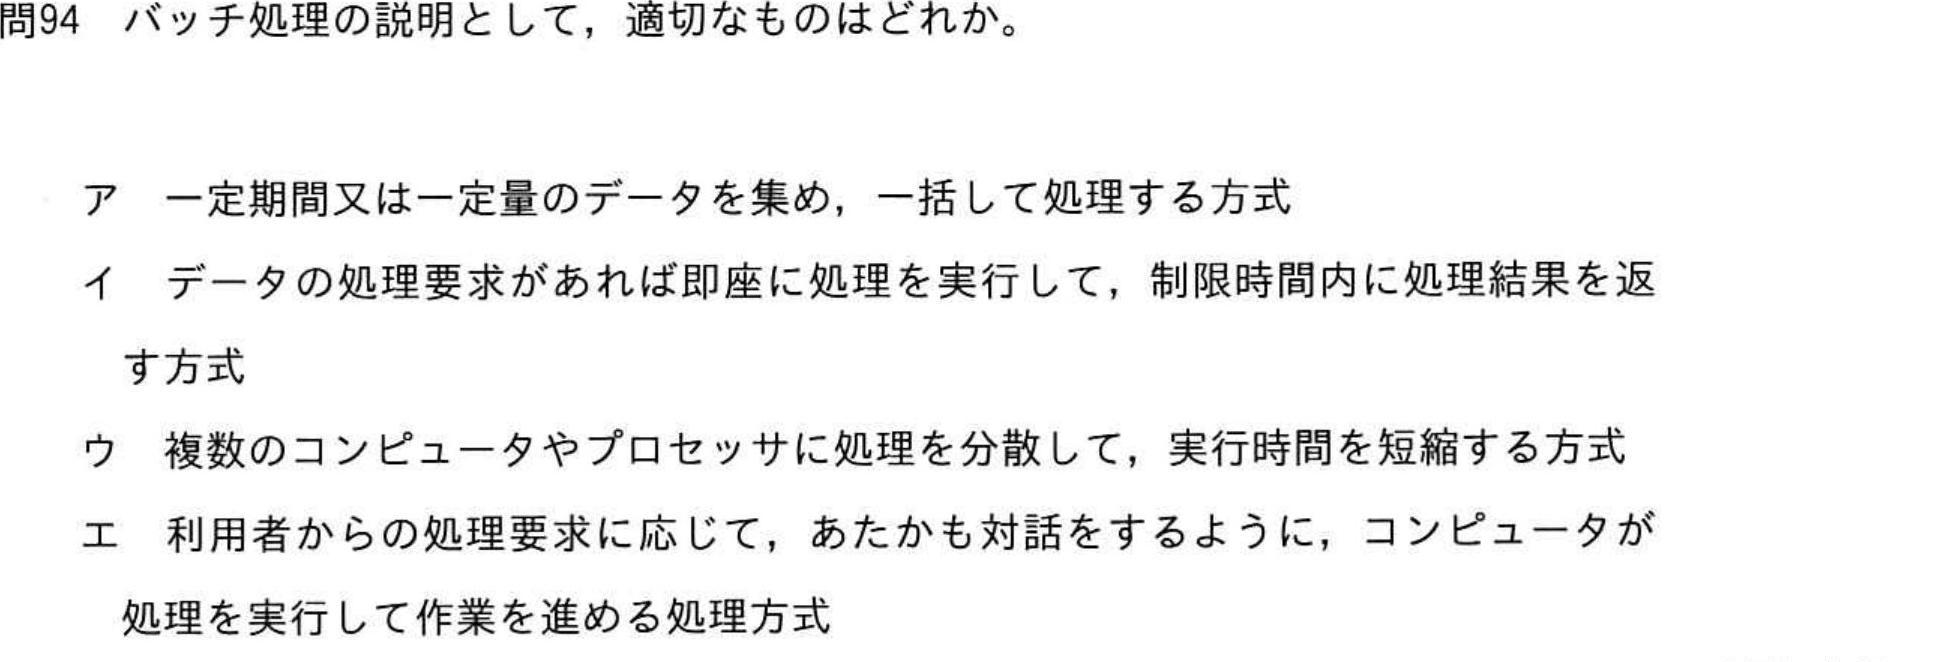 問94　バッチ処理の説明として，適切なものはどれか。
ア　一定期間又は一定量のデータを集め，一括して処理する方式
イ　データの処理要求があれば即座に処理を実行して，制限時間内に処理結果を返
す方式
ウ　複数のコンピュータやプロセッサに処理を分散して，実行時間を短縮する方式
エ　利用者からの処理要求に応じて，あたかも対話をするように，コンピュータが
処理を実行して作業を進める処理方式